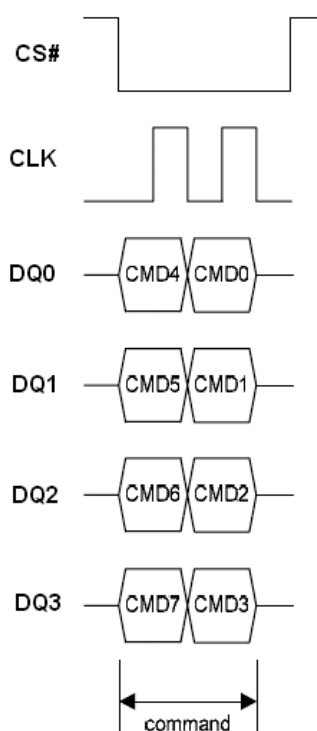 CS#
CLK
DQ0 CMD4 CMD0
DQ1 CMD5 CMD1
DQ2 CMD6 CMD2
DQ3 CMD7 CMD3
command